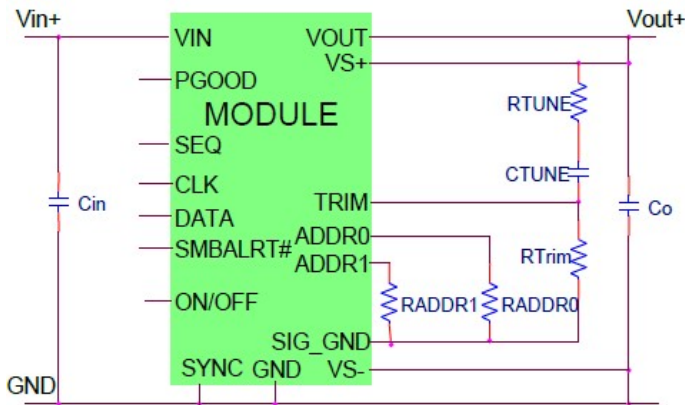 Vin+
Vout+
VIN
VOUT
VS+
PGOOD
RTUNE
MODULE
SEQ
CTUNE
CLK
TRIM
Cin
Co
DATA
ADDR0
SMBALRT#
ADDR1
RTrim
ON/OFF
RADDR1
RADDR0
SIG_GND
SYNC
GND
VS-
GND